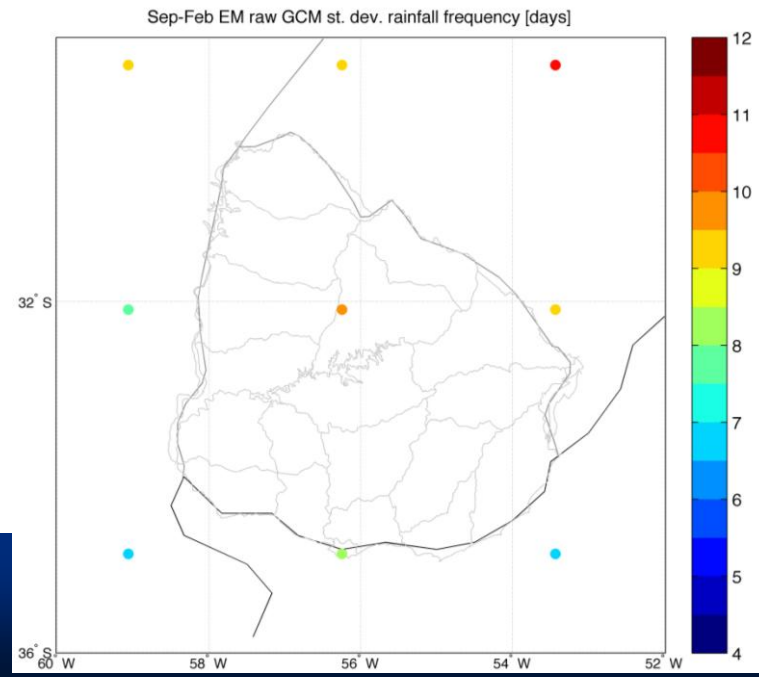 Sep-Feb EM raw GCM st. dev. rainfall frequency [days]
12
11
10
9
8
7
6
5
4
32° S
36° S
60° W
58° W
56° W
54° W
52° W